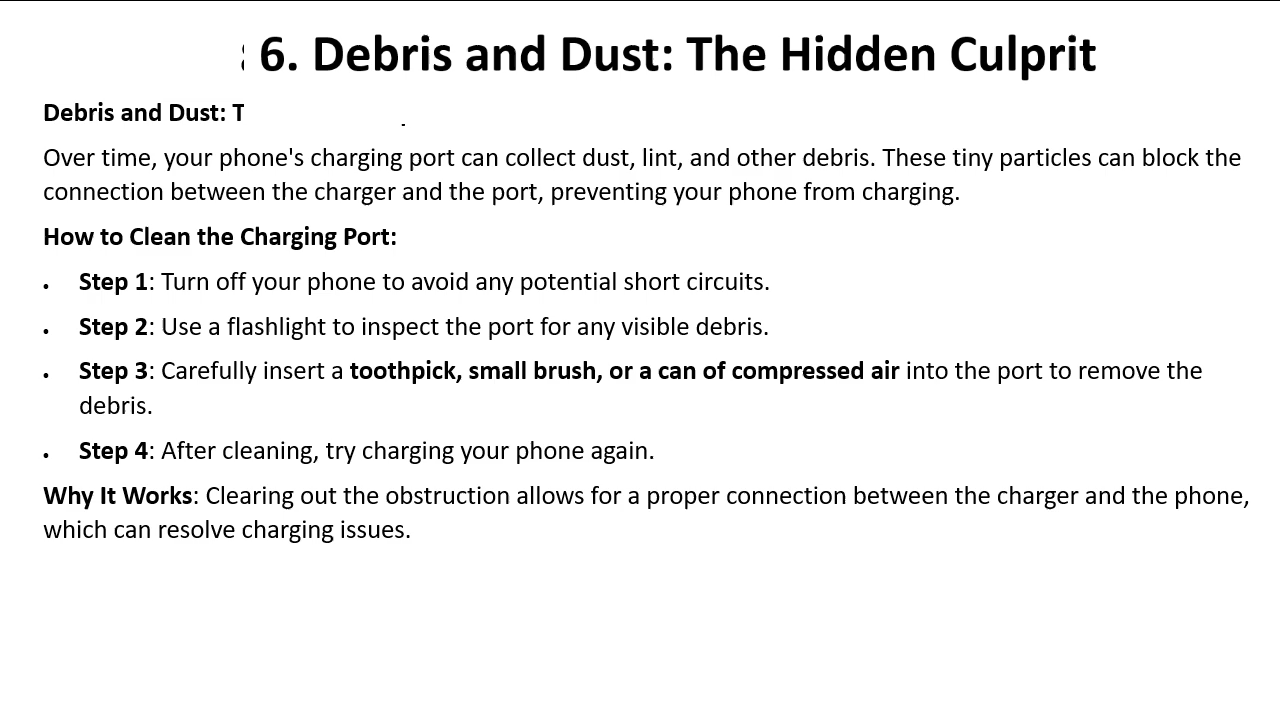 6. Debris and Dust: The Hidden Culprit
Debris and Dust: T
Over time, your phone's charging port can collect dust, lint, and other debris. These tiny particles can block the
connection between the charger and the port, preventing your phone from charging.
How to Clean the Charging Port:
• Step 1: Turn off your phone to avoid any potential short circuits.
• Step 2: Use a flashlight to inspect the port for any visible debris.
• Step 3: Carefully insert a toothpick, small brush, or a can of compressed air into the port to remove the
debris.
• Step 4: After cleaning, try charging your phone again.
Why It Works: Clearing out the obstruction allows for a proper connection between the charger and the phone,
which can resolve charging issues.